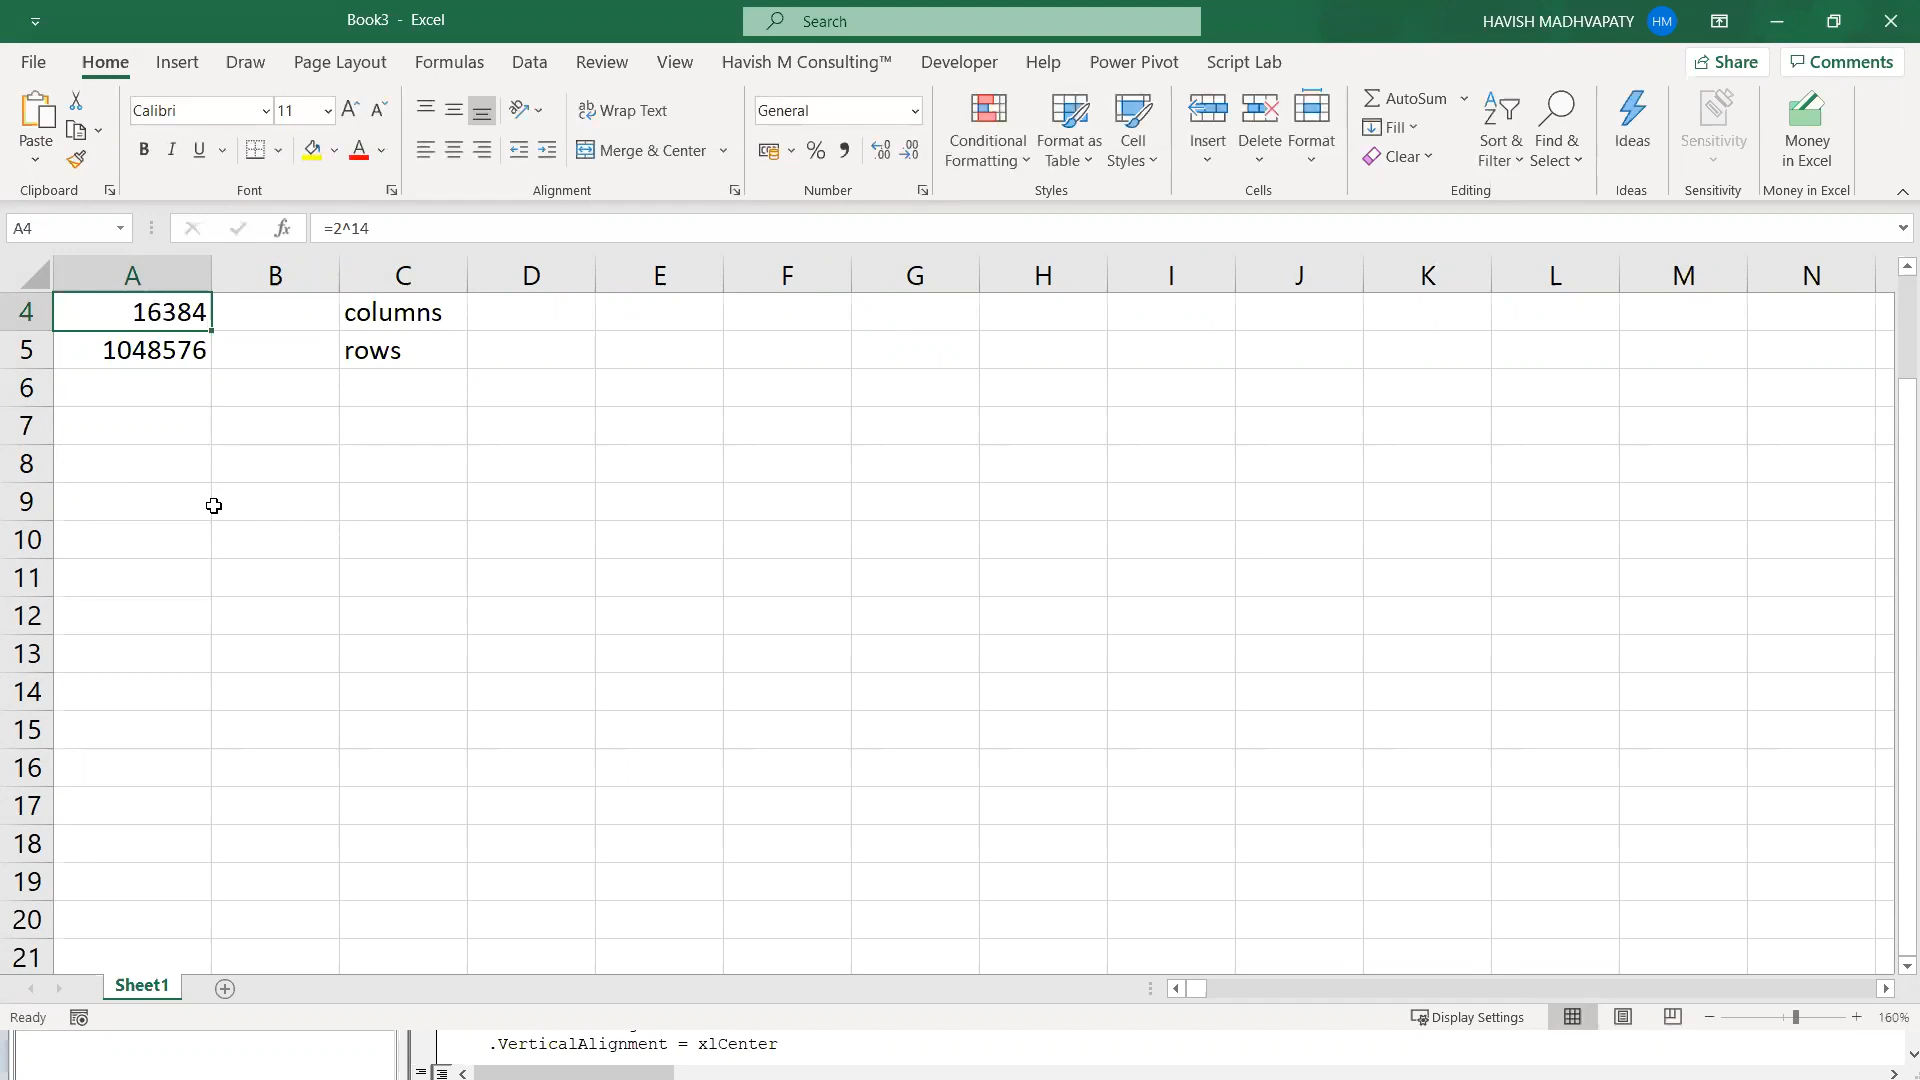 Book3 - Excel
Search
HAVISH MADHVAPATY HM
File Home Insert Draw Page Layout Formulas Data Review View Havish M Consulting™ Developer Help Power Pivot Script Lab Share Comments
Paste
Calibri 11
B I U
Wrap Text
Merge & Center
General
Conditional Formatting
Format as Table
Cell Styles
Insert Delete Format
AutoSum
Fill
Clear
Sort & Filter
Find & Select
Ideas
Sensitivity
Money in Excel
Clipboard Font Alignment Number Styles Cells Editing Ideas Sensitivity Money in Excel
A4 fx =2^14
A B C D E F G H I J K L M N
4 16384 columns
5 1048576 rows
6
7
8
9
10
11
12
13
14
15
16
17
18
19
20
21
Sheet1
Ready Display Settings 160%
.VerticalAlignment = xlCenter